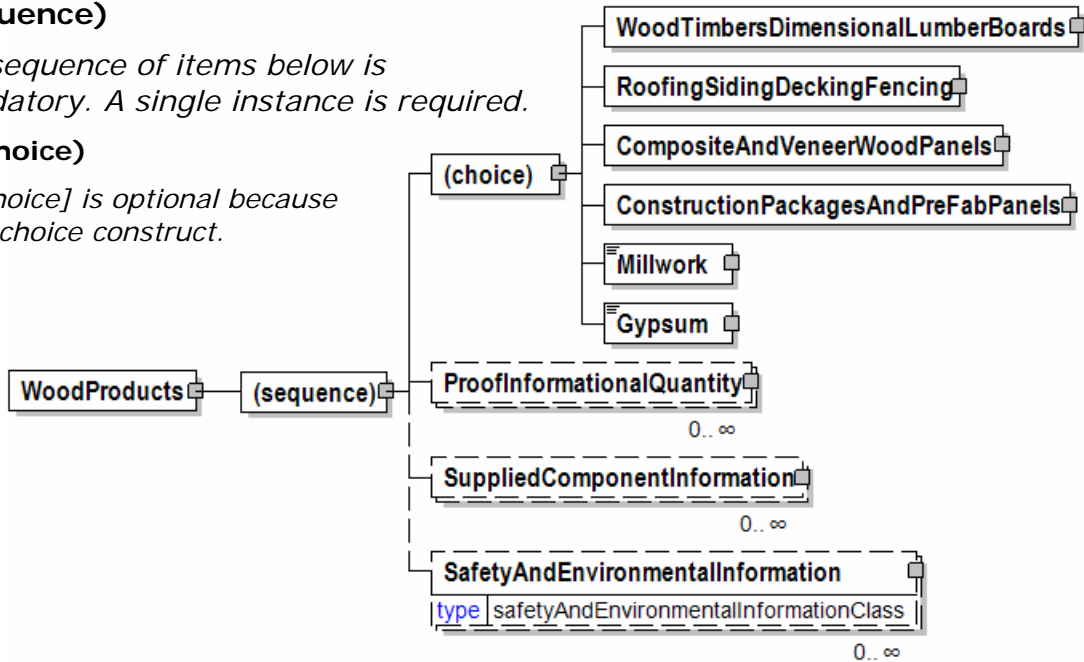 uence)
sequence of items below is
datory. A single instance is required.
hoice)
hoice] is optional because
choice construct.
WoodTimbersDimensionalLumberBoards
RoofingSidingDeckingFencing
CompositeAndVeneerWoodPanels
(choice)
ConstructionPackagesAndPreFabPanels
Millwork
Gypsum
WoodProducts
(sequence)
ProofInformationalQuantity
0.. ∞
SuppliedComponentInformation
0.. ∞
SafetyAndEnvironmentalInformation
type safetyAndEnvironmentalInformationClass
0.. ∞